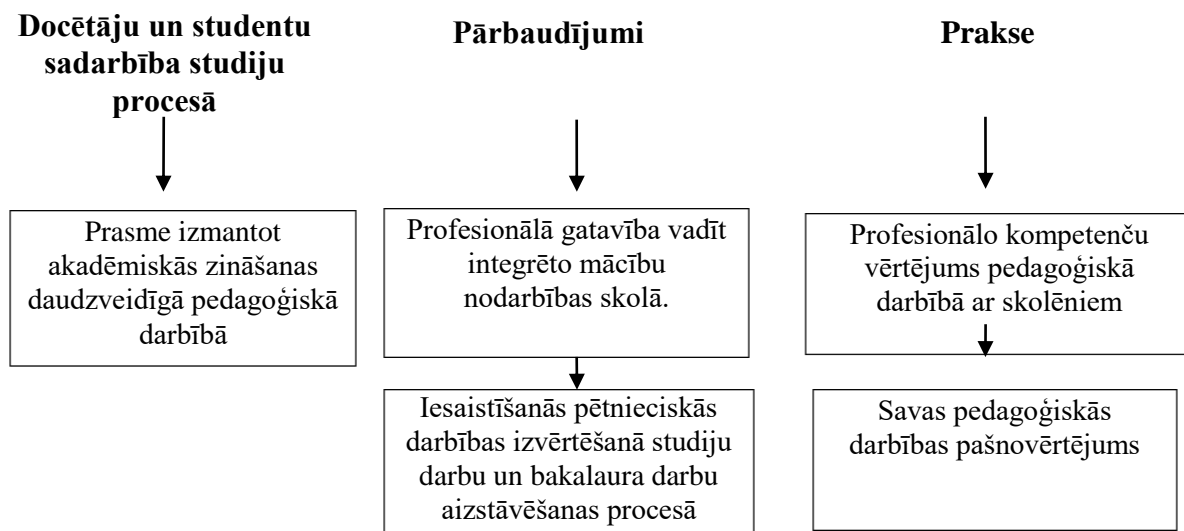 Docētāju un studentu
sadarbība studiju
procesā
Pārbaudījumi
Prakse
Prasme izmantot
akadēmiskās zināšanas
daudzveidīgā pedagoģiskā
darbībā
Profesionālā gatavība vadīt
integrēto mācību
nodarbības skolā.
Profesionālo kompetenču
vērtējums pedagoģiskā
darbībā ar skolēniem
Iesaistīšanās pētnieciskās
darbības izvērtēšanā studiju
darbu un bakalaura darbu
aizstāvēšanas procesā
Savas pedagoģiskās
darbības pašnovērtējums